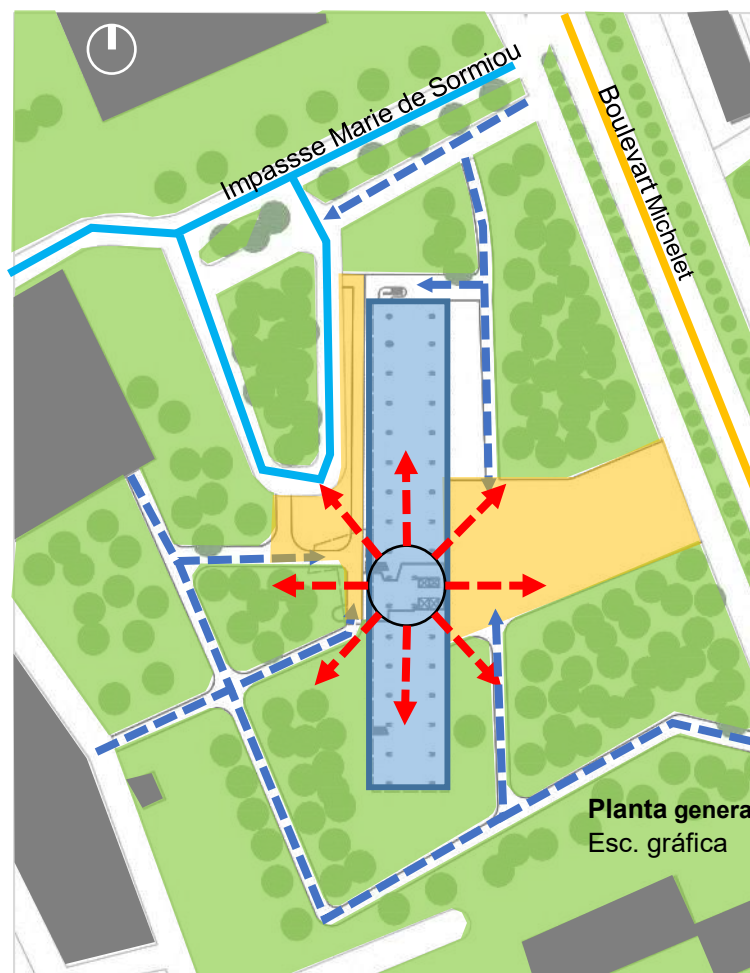 Impassse Marie de Sormiou
Boulevart Michelet
Planta genera
Esc. gráfica